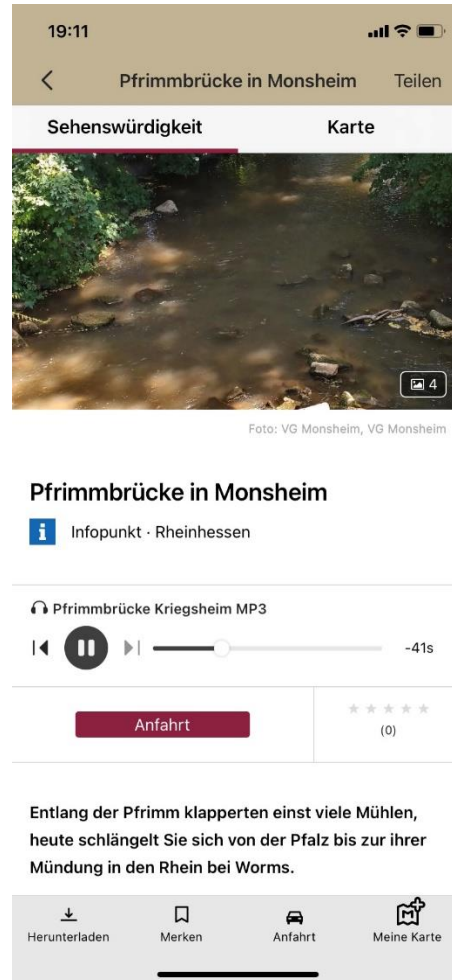 19:11
Pfrimmbrücke in Monsheim Teilen
Sehenswürdigkeit Karte
4
Foto: VG Monsheim, VG Monsheim
Pfrimmbrücke in Monsheim
i Infopunkt · Rheinhessen
Pfrimmbrücke Kriegsheim MP3
-41s
Anfahrt
(0)
Entlang der Pfrimm klapperten einst viele Mühlen,
heute schlängelt Sie sich von der Pfalz bis zur ihrer
Mündung in den Rhein bei Worms.
Herunterladen Merken Anfahrt Meine Karte